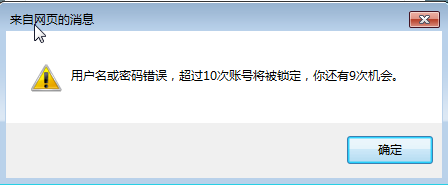 来自网页的消息
用户名或密码错误，超过10次账号将被锁定，你还有9次机会。
确定